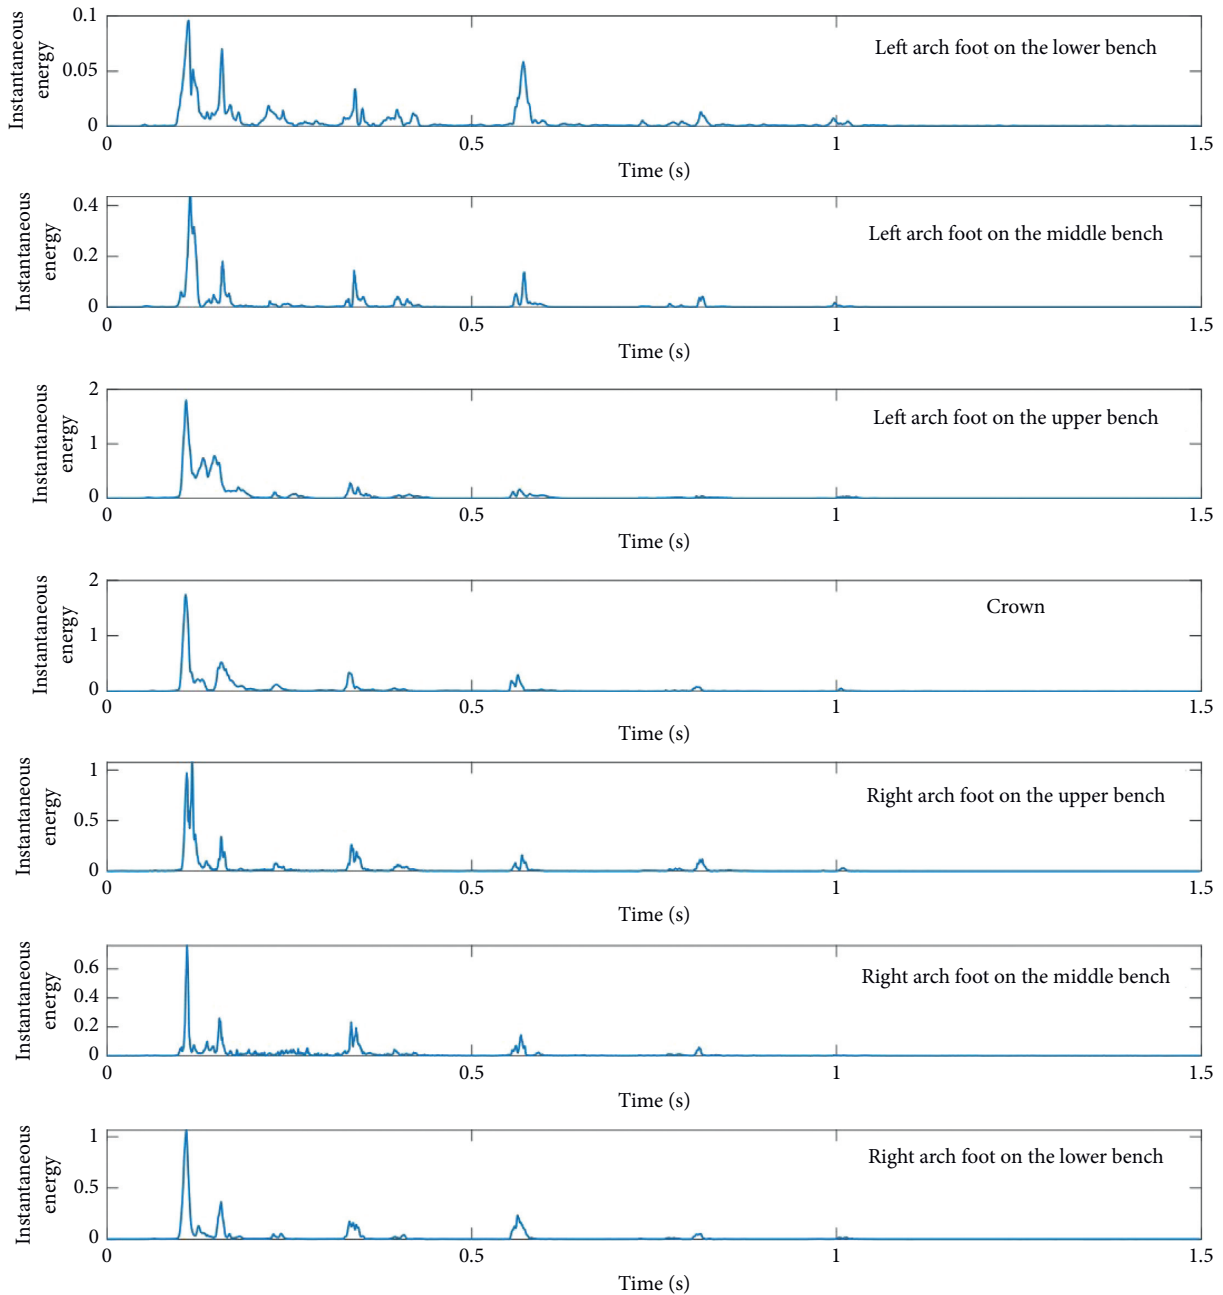 Instantaneous
energy
0.1
0.05
0
Left arch foot on the lower bench
0 0.5 1 1.5
Time (s)
Instantaneous
energy
0.4
0.2
0
Left arch foot on the middle bench
0 0.5 1 1.5
Time (s)
Instantaneous
energy
2
1
0
Left arch foot on the upper bench
0 0.5 1 1.5
Time (s)
Instantaneous
energy
2
1
0
Crown
0 0.5 1 1.5
Time (s)
Instantaneous
energy
1
0.5
0
Right arch foot on the upper bench
0 0.5 1 1.5
Time (s)
Instantaneous
energy
0.6
0.4
0.2
0
Right arch foot on the middle bench
0 0.5 1 1.5
Time (s)
Instantaneous
energy
1
0.5
0
Right arch foot on the lower bench
0 0.5 1 1.5
Time (s)